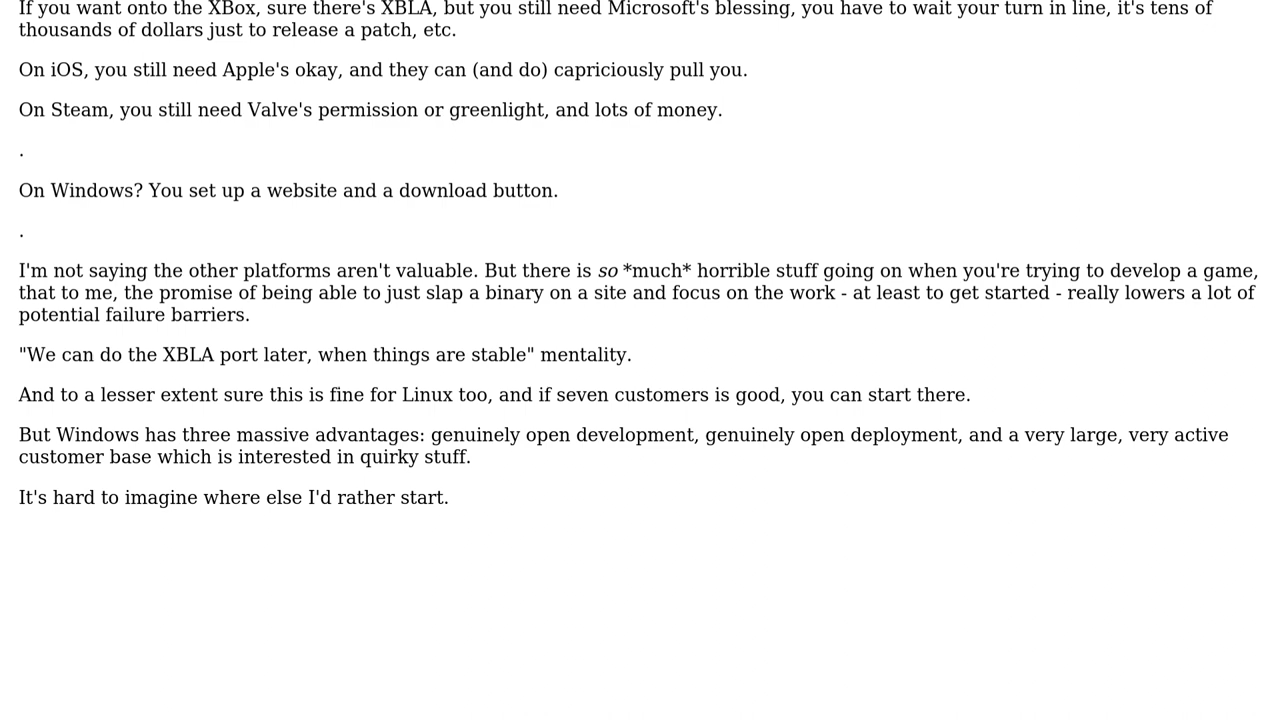 If you want onto the XBox, sure there's XBLA, but you still need Microsoft's blessing, you have to wait your turn in line, it's tens of
thousands of dollars just to release a patch, etc.
On iOS, you still need Apple's okay, and they can (and do) capriciously pull you.
On Steam, you still need Valve's permission or greenlight, and lots of money.
.
On Windows? You set up a website and a download button.
.
I'm not saying the other platforms aren't valuable. But there is so *much* horrible stuff going on when you're trying to develop a game,
that to me, the promise of being able to just slap a binary on a site and focus on the work - at least to get started - really lowers a lot of
potential failure barriers.
"We can do the XBLA port later, when things are stable" mentality.
And to a lesser extent sure this is fine for Linux too, and if seven customers is good, you can start there.
But Windows has three massive advantages: genuinely open development, genuinely open deployment, and a very large, very active
customer base which is interested in quirky stuff.
It's hard to imagine where else I'd rather start.